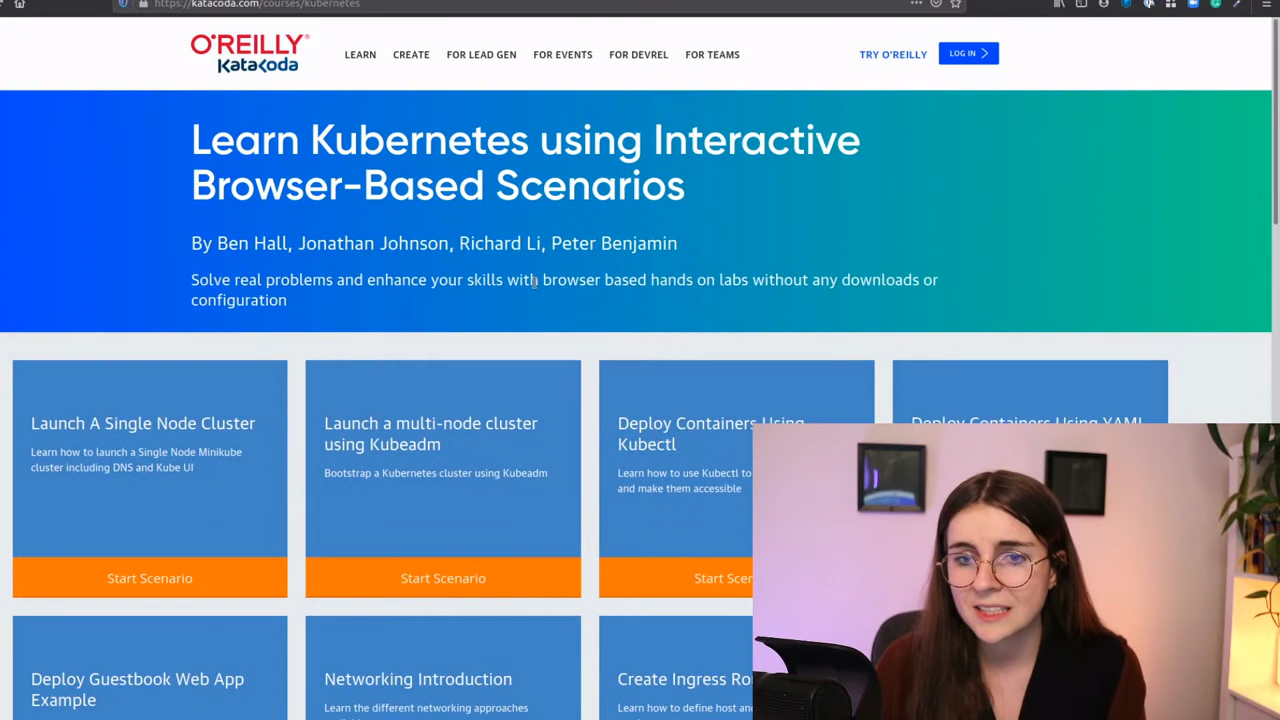 https://katacoda.com/courses/kubernetes
O'REILLY
Katacoda
LEARN CREATE FOR LEAD GEN FOR EVENTS FOR DEVREL FOR TEAMS TRY O'REILLY LOG IN
Learn Kubernetes using Interactive
Browser-Based Scenarios
By Ben Hall, Jonathan Johnson, Richard Li, Peter Benjamin
Solve real problems and enhance your skills with browser based hands on labs without any downloads or
configuration
Launch A Single Node Cluster
Learn how to launch a Single Node Minikube
cluster including DNS and Kube UI
Start Scenario
Launch a multi-node cluster
using Kubeadm
Bootstrap a Kubernetes cluster using Kubeadm
Start Scenario
Deploy Containers Using
Kubectl
Learn how to use Kubectl to
and make them accessible
Start
Deploy Containers Using YAML
Deploy Guestbook Web App
Example
Networking Introduction
Learn the different networking approaches
Create Ingress
Learn how to define host and